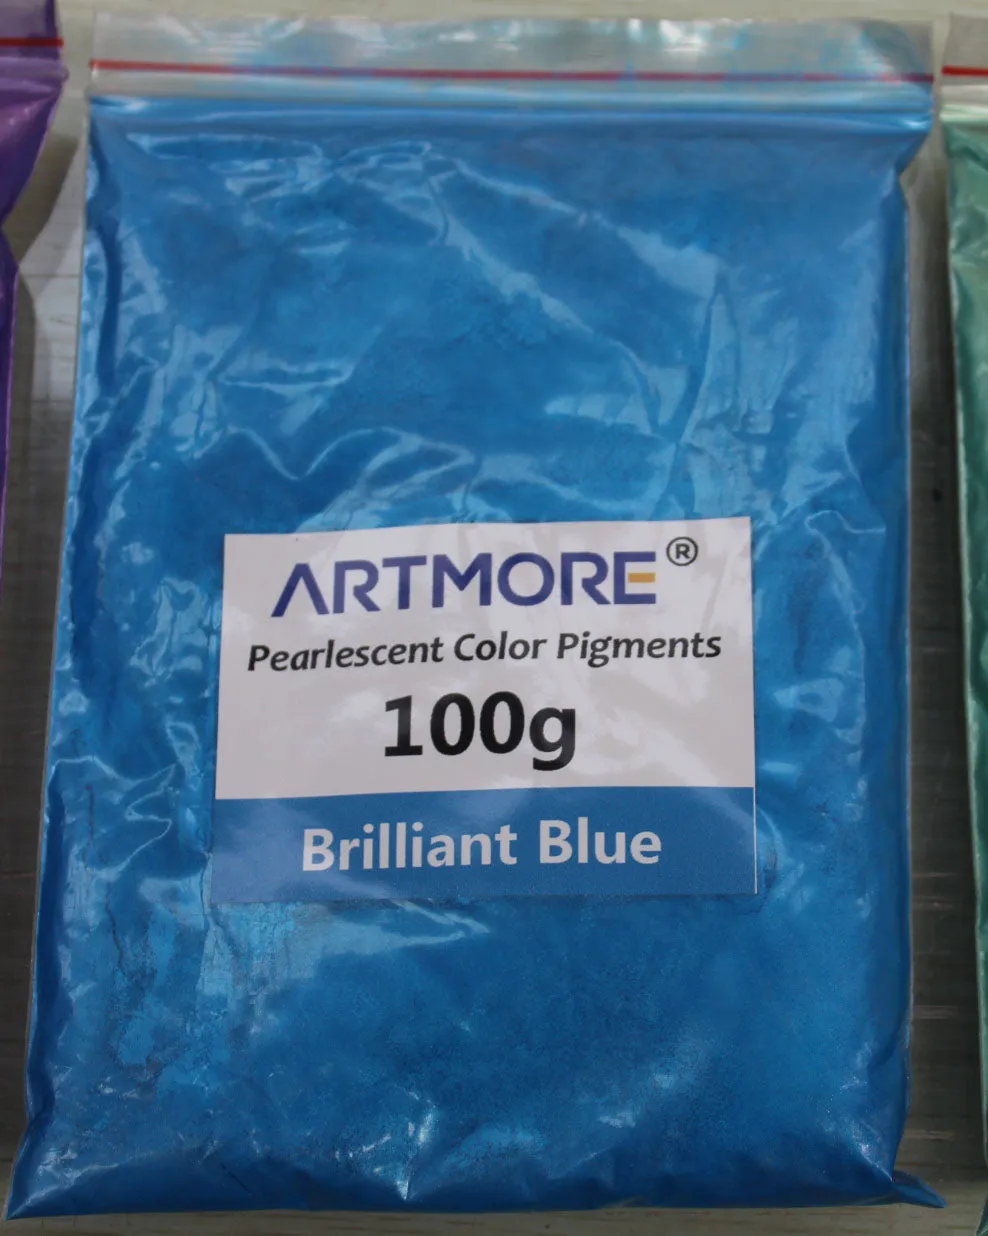 ARTMORE®
Pearlescent Color Pigments
100g
Brilliant Blue